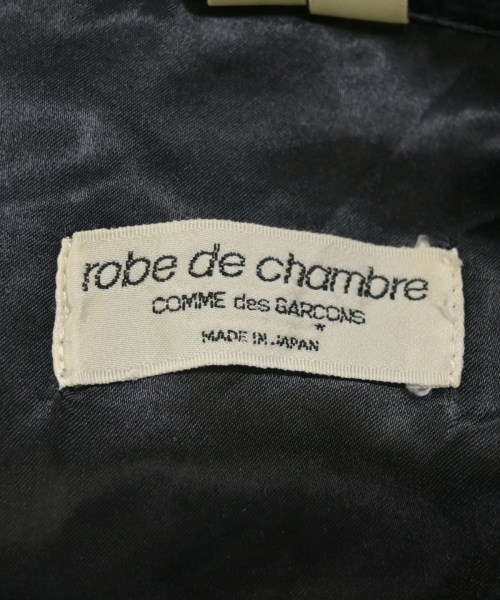 robe de chambre
COMME des GARCONS
*
MADE IN JAPAN